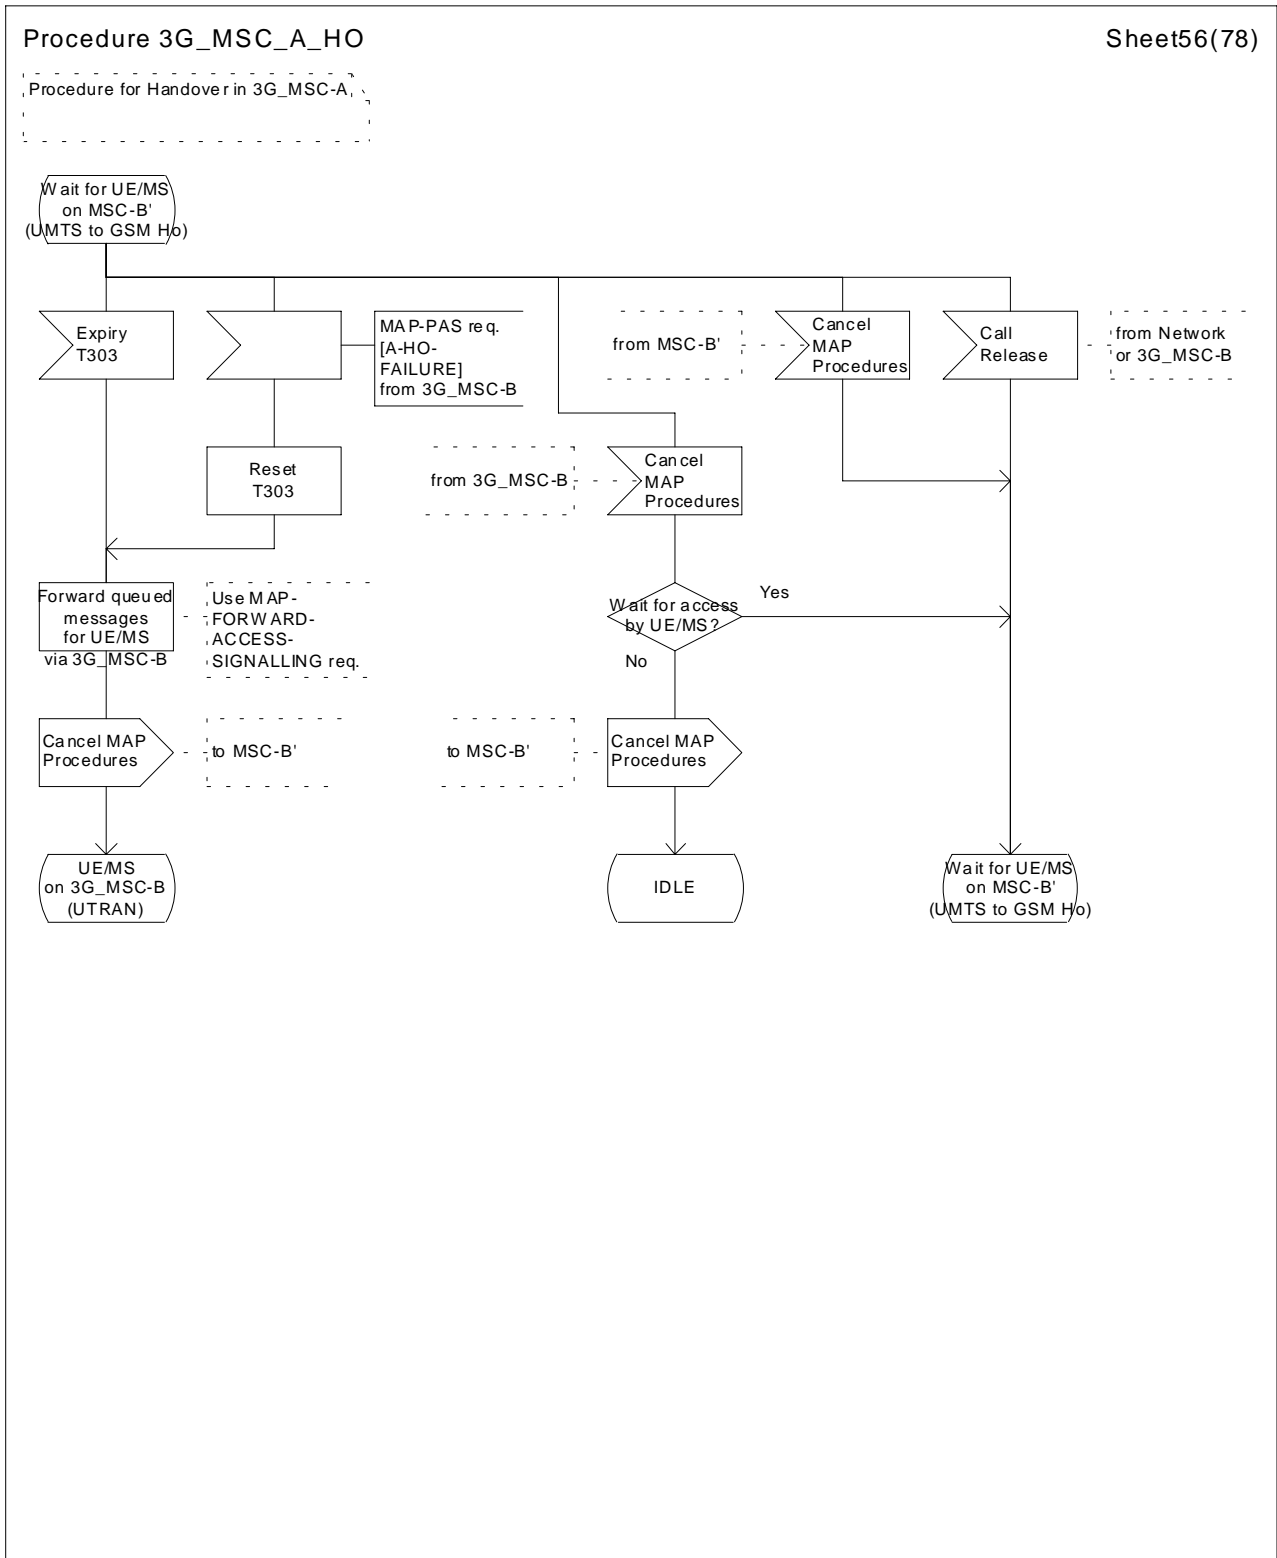 Procedure 3G_MSC_A_HO
Sheet56(78)
Procedure for Handover in 3G_MSC-A
Wait for UE/MS
on MSC-B'
(UMTS to GSM Ho)
Expiry
T303
MAP-PAS req.
[A-HO-
FAILURE]
from 3G_MSC-B
from MSC-B'
Cancel
MAP
Procedures
Call
Release
from Network
or 3G_MSC-B
Reset
T303
from 3G_MSC-B
Cancel
MAP
Procedures
Forward queued
messages
for UE/MS
via 3G_MSC-B
Use MAP-
FORWARD-
ACCESS-
SIGNALLING req.
Wait for access
by UE/MS?
Yes
No
Cancel MAP
Procedures
to MSC-B'
to MSC-B'
Cancel MAP
Procedures
UE/MS
on 3G_MSC-B
(UTRAN)
IDLE
Wait for UE/MS
on MSC-B'
(UMTS to GSM Ho)